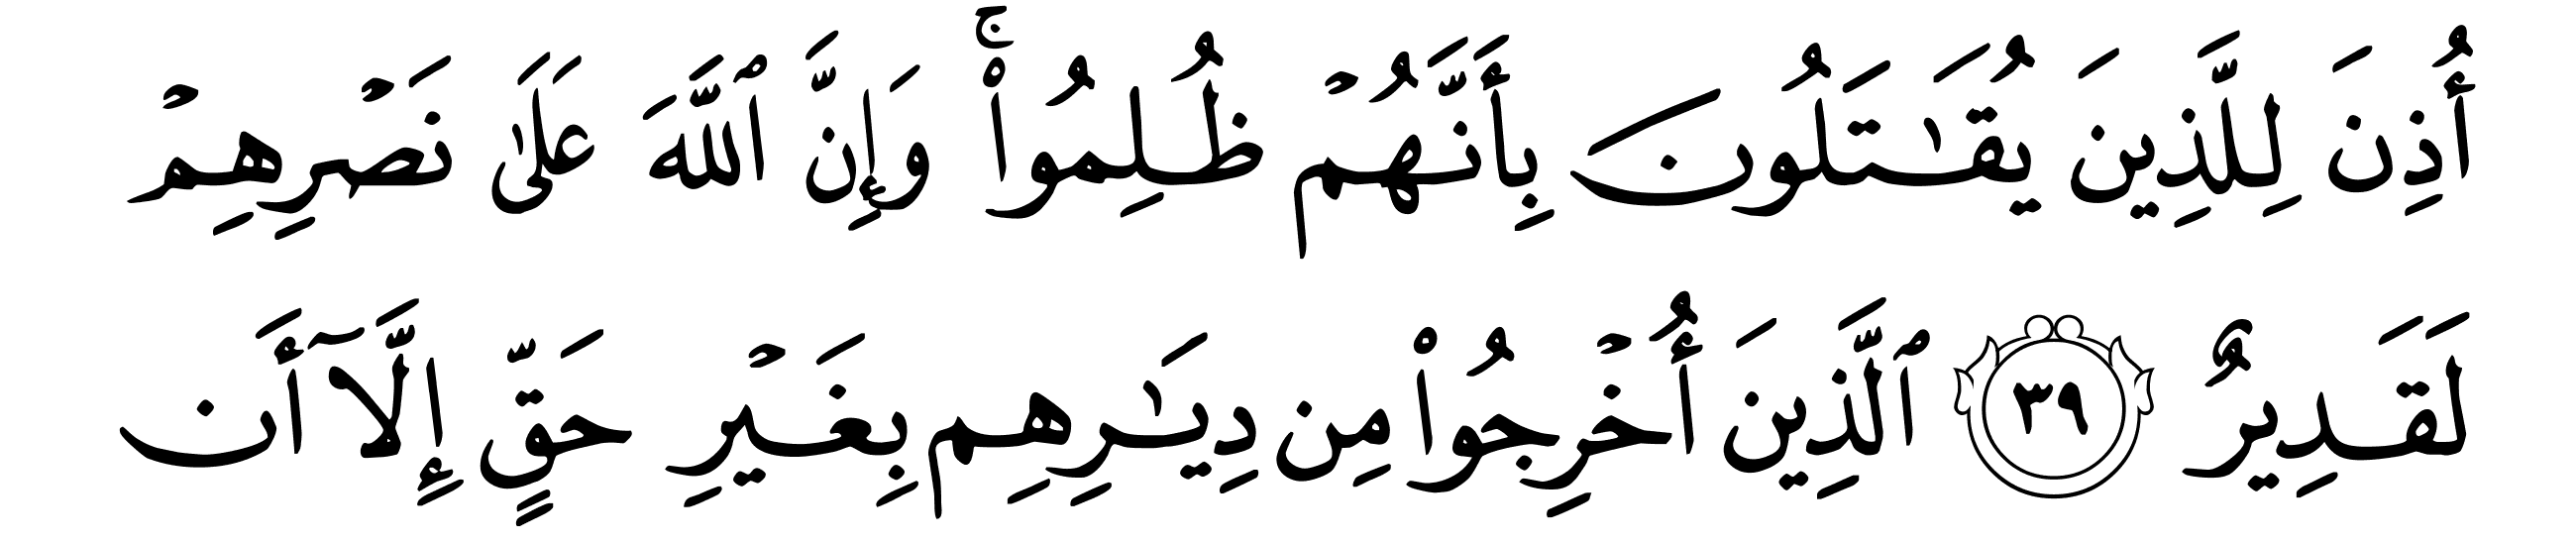 أُذِنَ لِلَّذِينَ يُقَـٰتَلُونَ بِأَنَّهُمۡ ظُلِمُواْۚ وَإِنَّ ٱللَّهَ عَلَىٰ نَصۡرِهِمۡ
لَقَدِيرٌ ٣٩ ٱلَّذِينَ أُخۡرِجُواْ مِن دِيَـٰرِهِم بِغَيۡرِ حَقٍّ إِلَّآ أَن